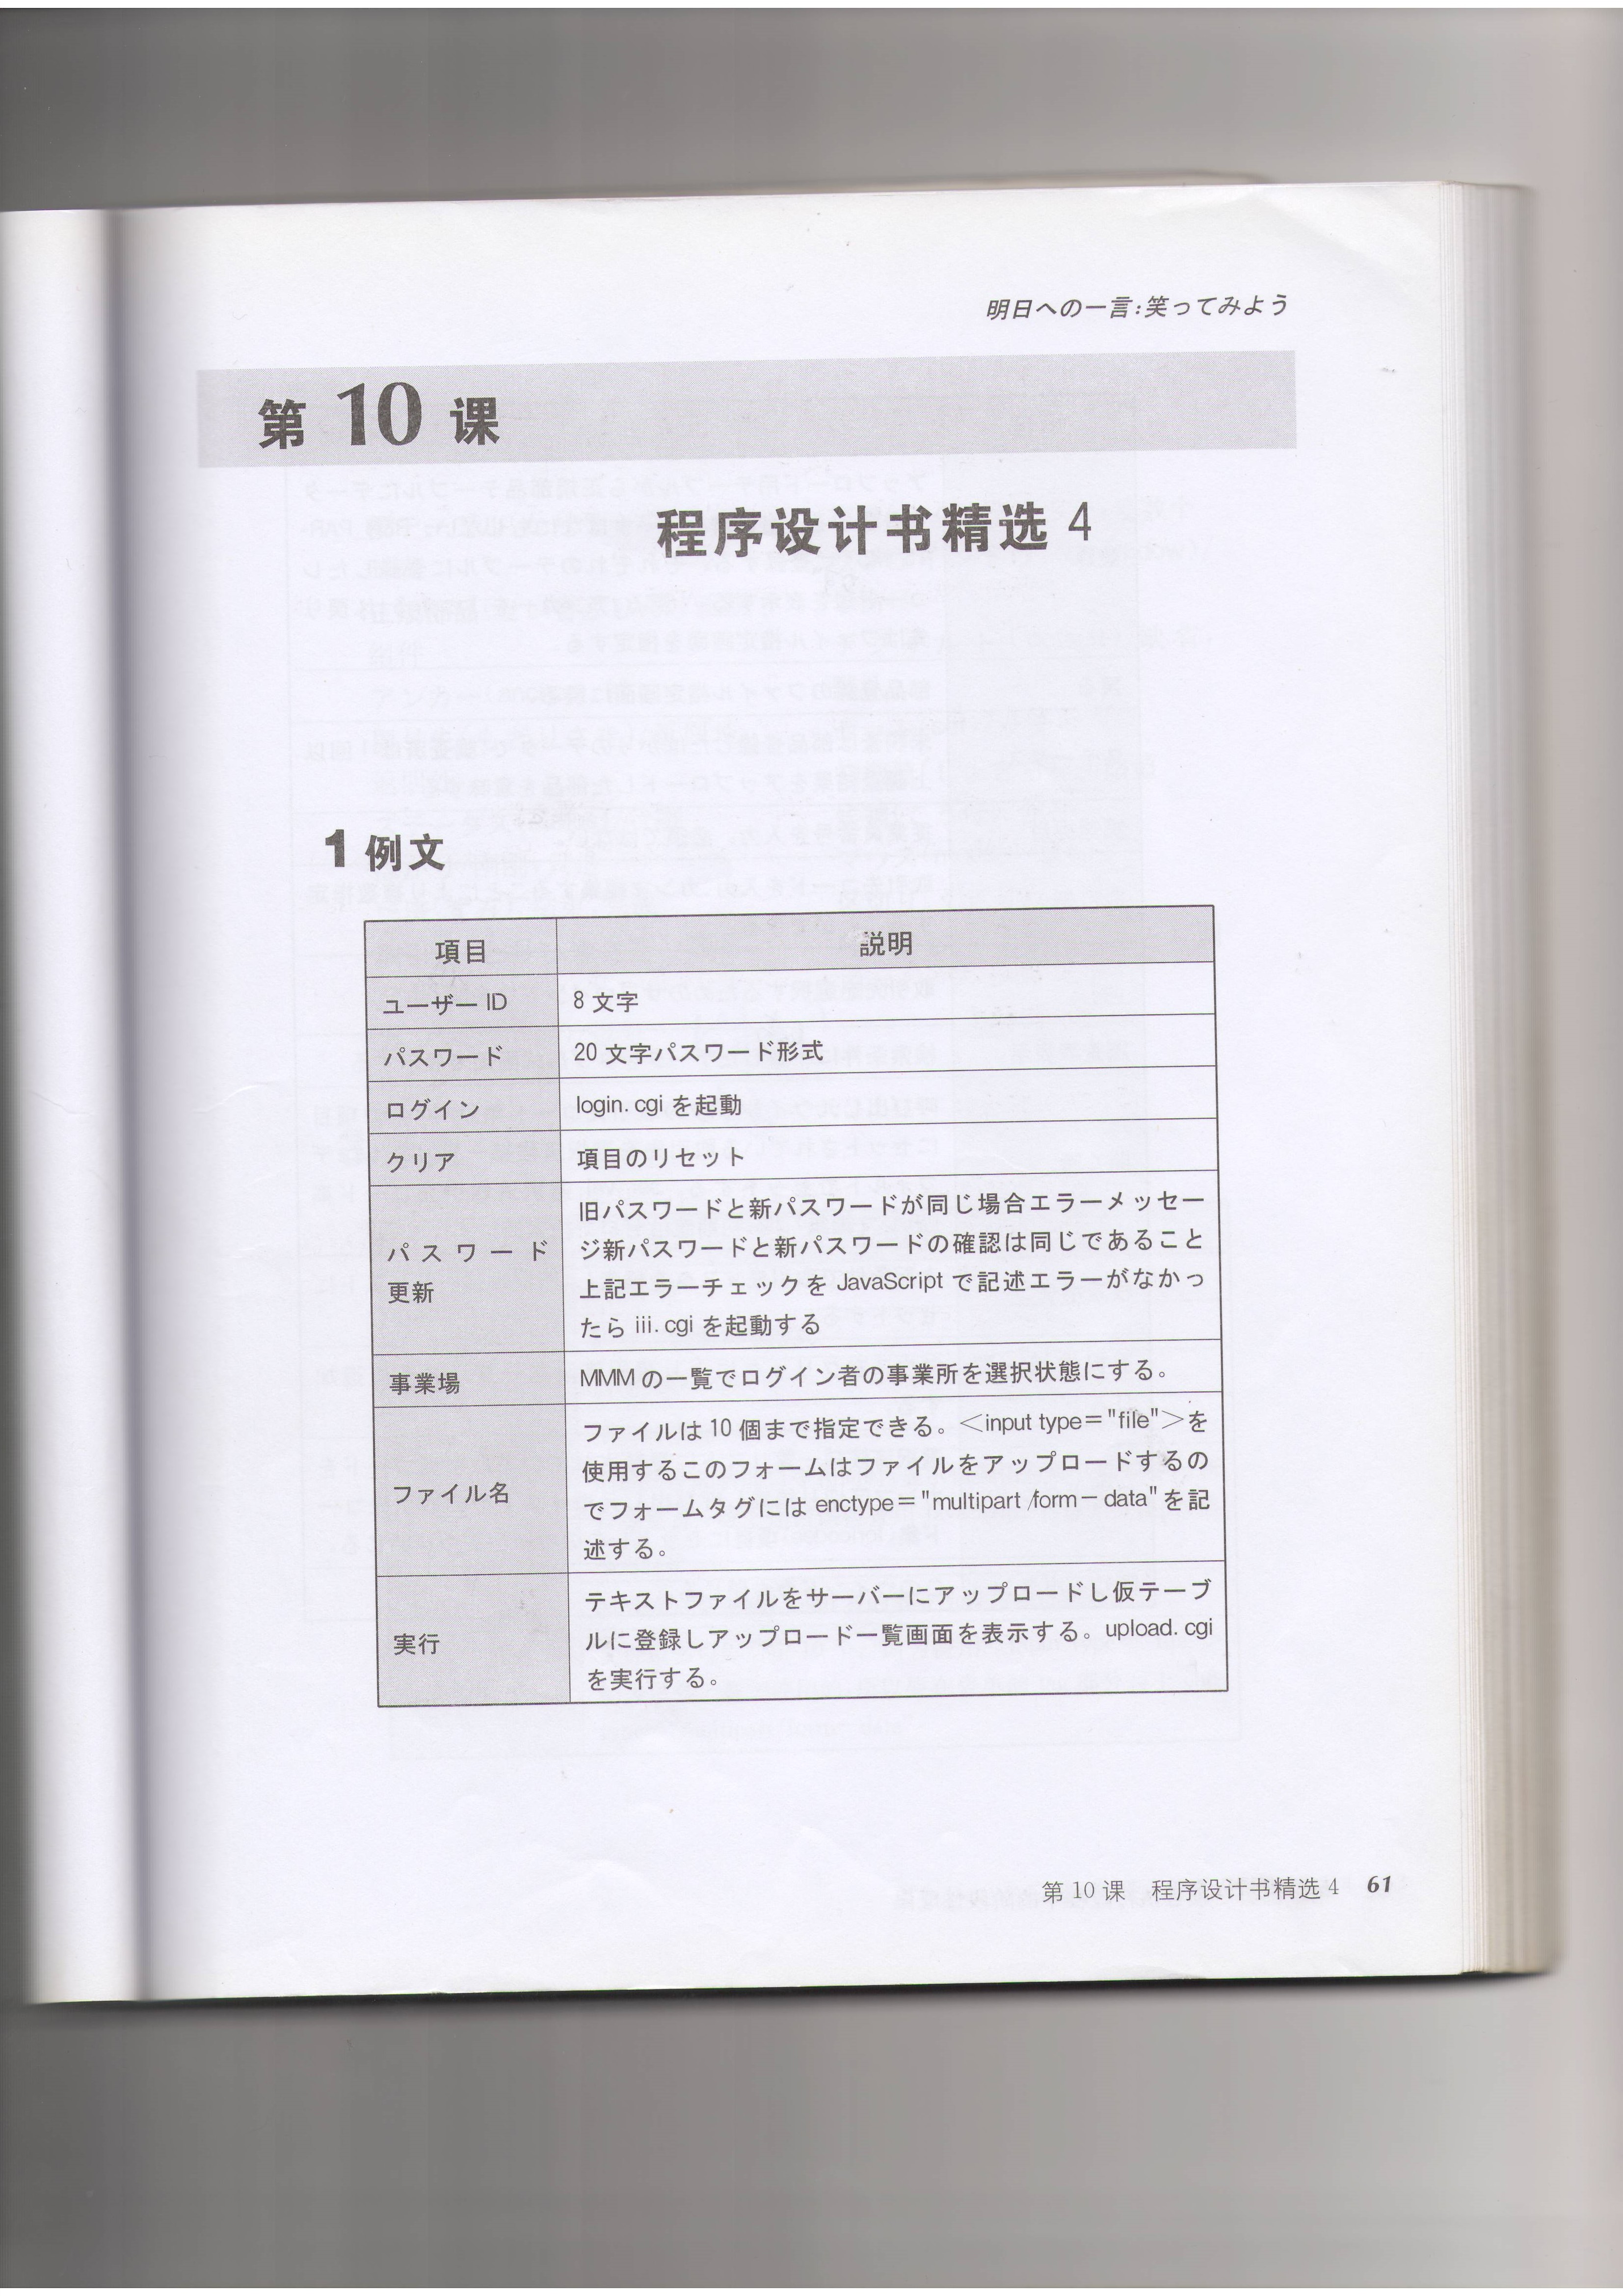 明日への一言:笑ってみよう
第 10 课
程序设计书精选 4
1 例文
項目 説明
ユーザー ID 8 文字
パスワード 20 文字パスワード形式
ログイン login. cgi を起動
クリア 項目のリセット
パスワード
更新
旧パスワードと新パスワードが同じ場合エラーメッセー
ジ新パスワードと新パスワードの確認は同じであること
上記エラーチェックを JavaScript で記述エラーがなかっ
たら iii. cgi を起動する
事業場 MMM の一覧でログイン者の事業所を選択状態にする。
ファイル名
ファイルは 10 個まで指定できる。<input type="file">を
使用するこのフォームはファイルをアップロードするの
でフォームタグには enctype="multipart /form-data"を記
述する。
実行
テキストファイルをサーバーにアップロードし仮テーブ
ルに登録しアップロード一覧画面を表示する。upload. cgi
を実行する。
第 10 课 程序设计书精选 4 61